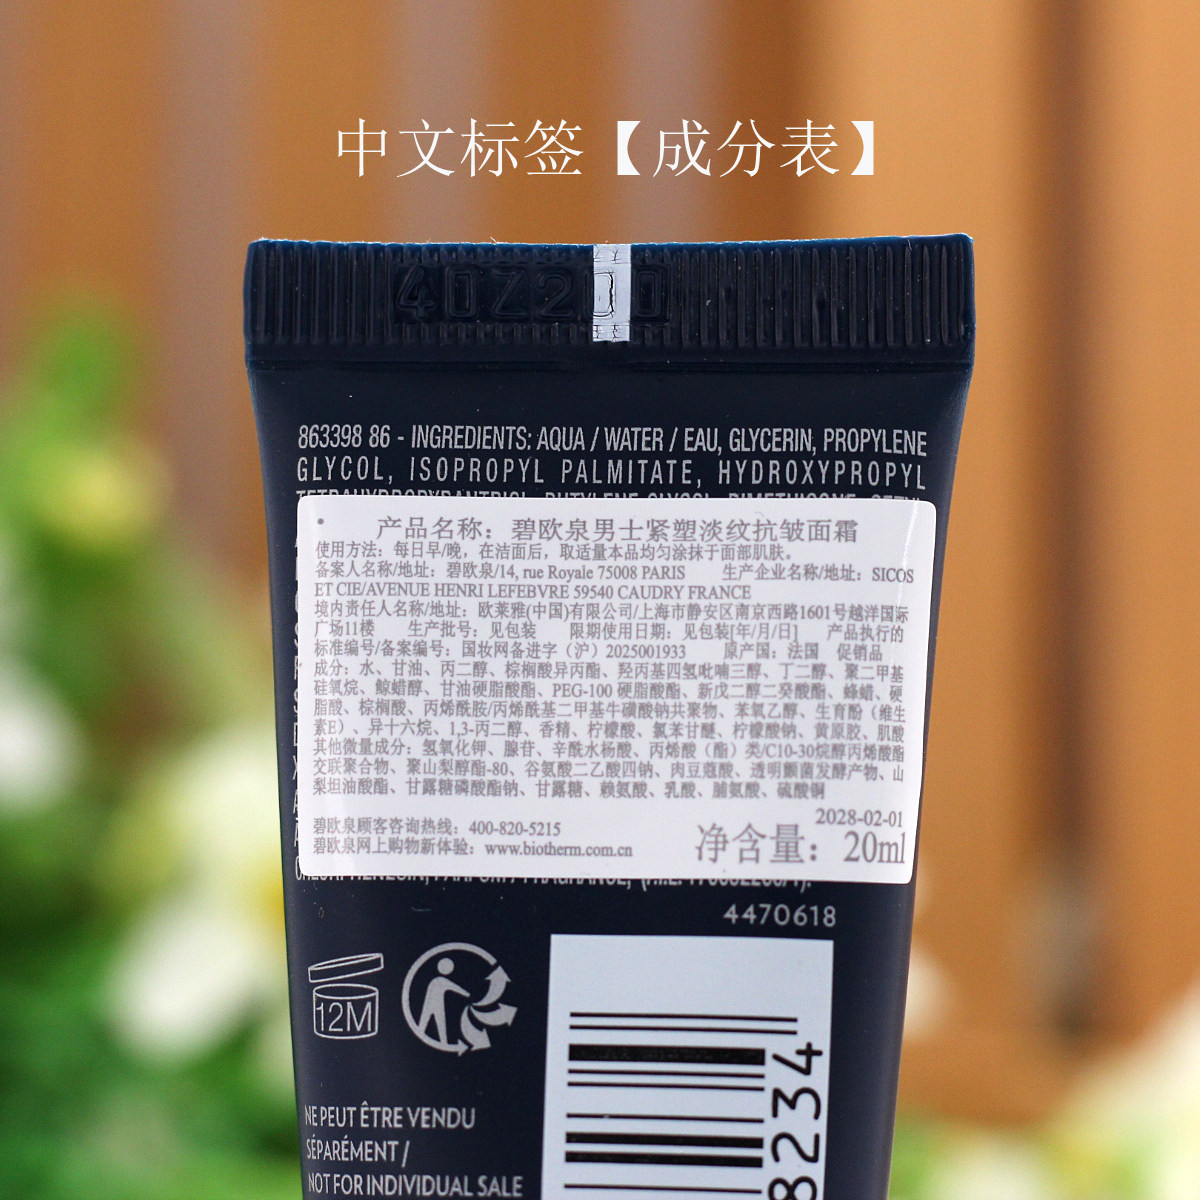 中文标签【成分表】
40Z200
863398 86 - INGREDIENTS: AQUA / WATER / EAU, GLYCERIN, PROPYLENE
GLYCOL, ISOPROPYL PALMITATE, HYDROXYPROPYL
TETRAHYDROPYRANTRIOL, BUTYLENE GLYCOL, DIMETHICONE,
产品名称：碧欧泉男士紧塑淡纹抗皱面霜
使用方法：每日早/晚，在洁面后，取适量本品均匀涂抹于面部肌肤。
备案人名称/地址：碧欧泉/14, rue Royale 75008 PARIS 生产企业名称/地址：SICOS
ET CIE/AVENUE HENRI LEFEBVRE 59540 CAUDRY FRANCE
境内责任人名称/地址：欧莱雅(中国)有限公司/上海市静安区南京西路1601号越洋国际
广场11楼 生产批号：见包装 限期使用日期：见包装[年/月/日] 产品执行的
标准编号/备案编号：国妆网备进字（沪）2025001933 原产国：法国 促销品
成分：水、甘油、丙二醇、棕榈酸异丙酯、羟丙基四氢吡喃三醇、丁二醇、聚二甲基
硅氧烷、鲸蜡醇、甘油硬脂酸酯、PEG-100 硬脂酸酯、新戊二醇二癸酸酯、蜂蜡、硬
脂酸、棕榈酸、丙烯酰胺/丙烯酰基二甲基牛磺酸钠共聚物、苯氧乙醇、生育酚（维生
素E）、异十六烷、1,3-丙二醇、香精、柠檬酸、氯苯甘醚、柠檬酸钠、黄原胶、肌酸
其他微量成分：氢氧化钾、腺苷、辛酰水杨酸、丙烯酸（酯）类/C10-30烷醇丙烯酸酯
交联聚合物、聚山梨醇酯-80、谷氨酸二乙酸四钠、肉豆蔻酸、透明颤菌发酵产物、山
梨坦油酸酯、甘露糖磷酸酯钠、甘露糖、赖氨酸、乳酸、脯氨酸、硫酸铜
2028-02-01
碧欧泉顾客咨询热线：400-820-5215
碧欧泉网上购物新体验：www.biotherm.com.cn
净含量：20ml
4470618
12M
NE PEUT ÊTRE VENDU
SÉPARÉMENT /
NOT FOR INDIVIDUAL SALE
8234